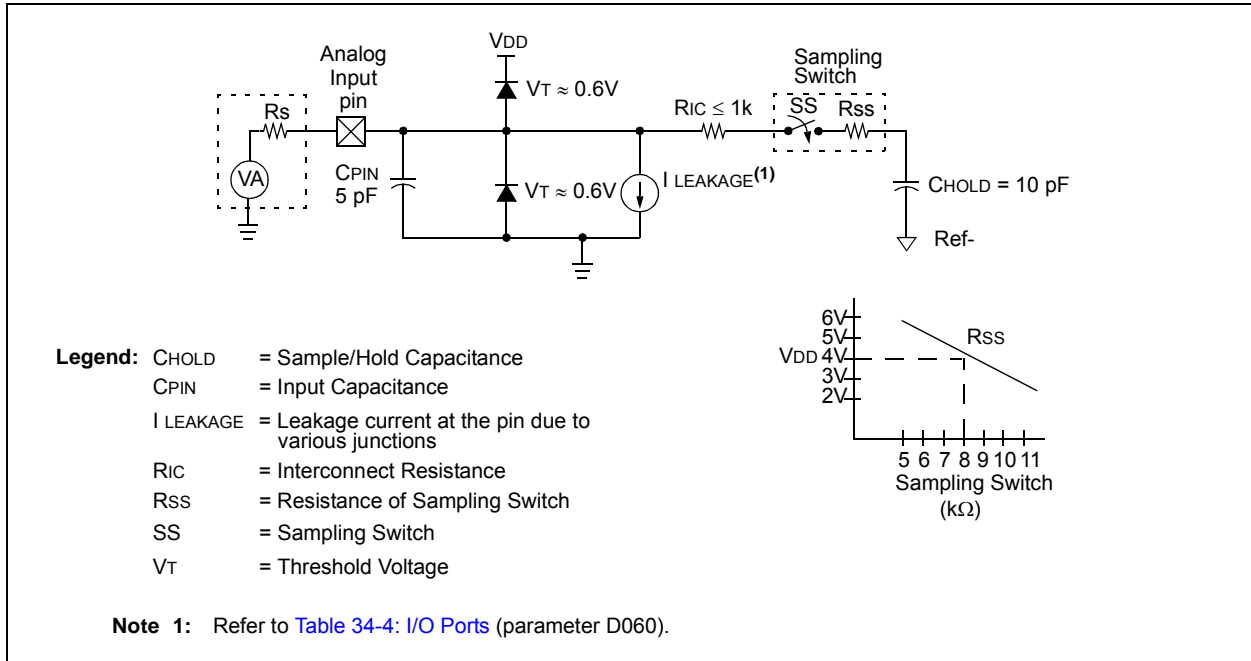 VDD
Analog
Input
pin
Sampling
Switch
VT ≈ 0.6V
Rs
RIC ≤ 1k
SS
Rss
VA
CPIN
5 pF
VT ≈ 0.6V
I LEAKAGE(1)
CHOLD = 10 pF
Ref-
6V
5V
VDD 4V
3V
2V
RSS
5 6 7 8 9 10 11
Sampling Switch
(kΩ)
Legend: CHOLD = Sample/Hold Capacitance
CPIN = Input Capacitance
I LEAKAGE = Leakage current at the pin due to
various junctions
RIC = Interconnect Resistance
RSS = Resistance of Sampling Switch
SS = Sampling Switch
VT = Threshold Voltage
Note 1: Refer to Table 34-4: I/O Ports (parameter D060).